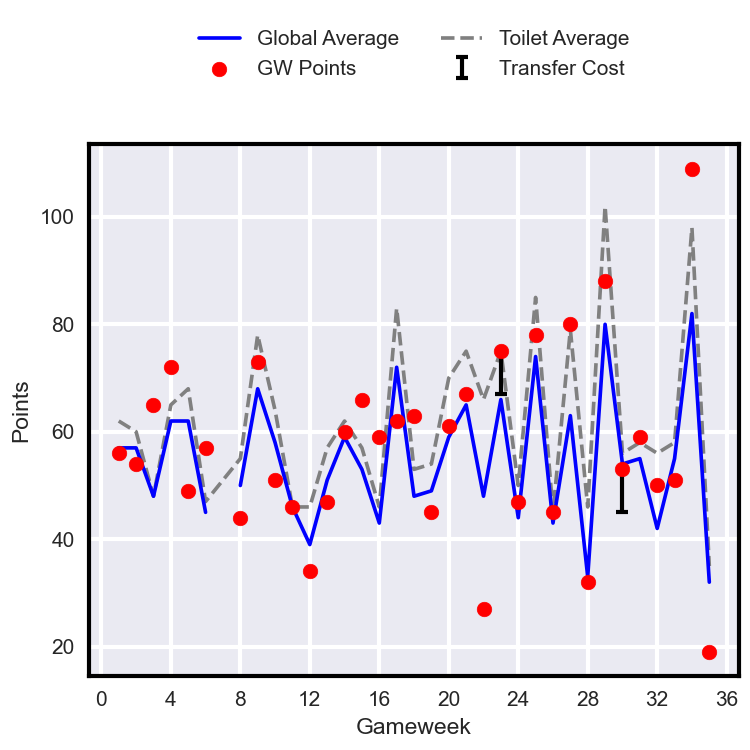 Global Average
Toilet Average
GW Points
Transfer Cost
100
80
60
40
20
Points
0 4 8 12 16 20 24 28 32 36
Gameweek